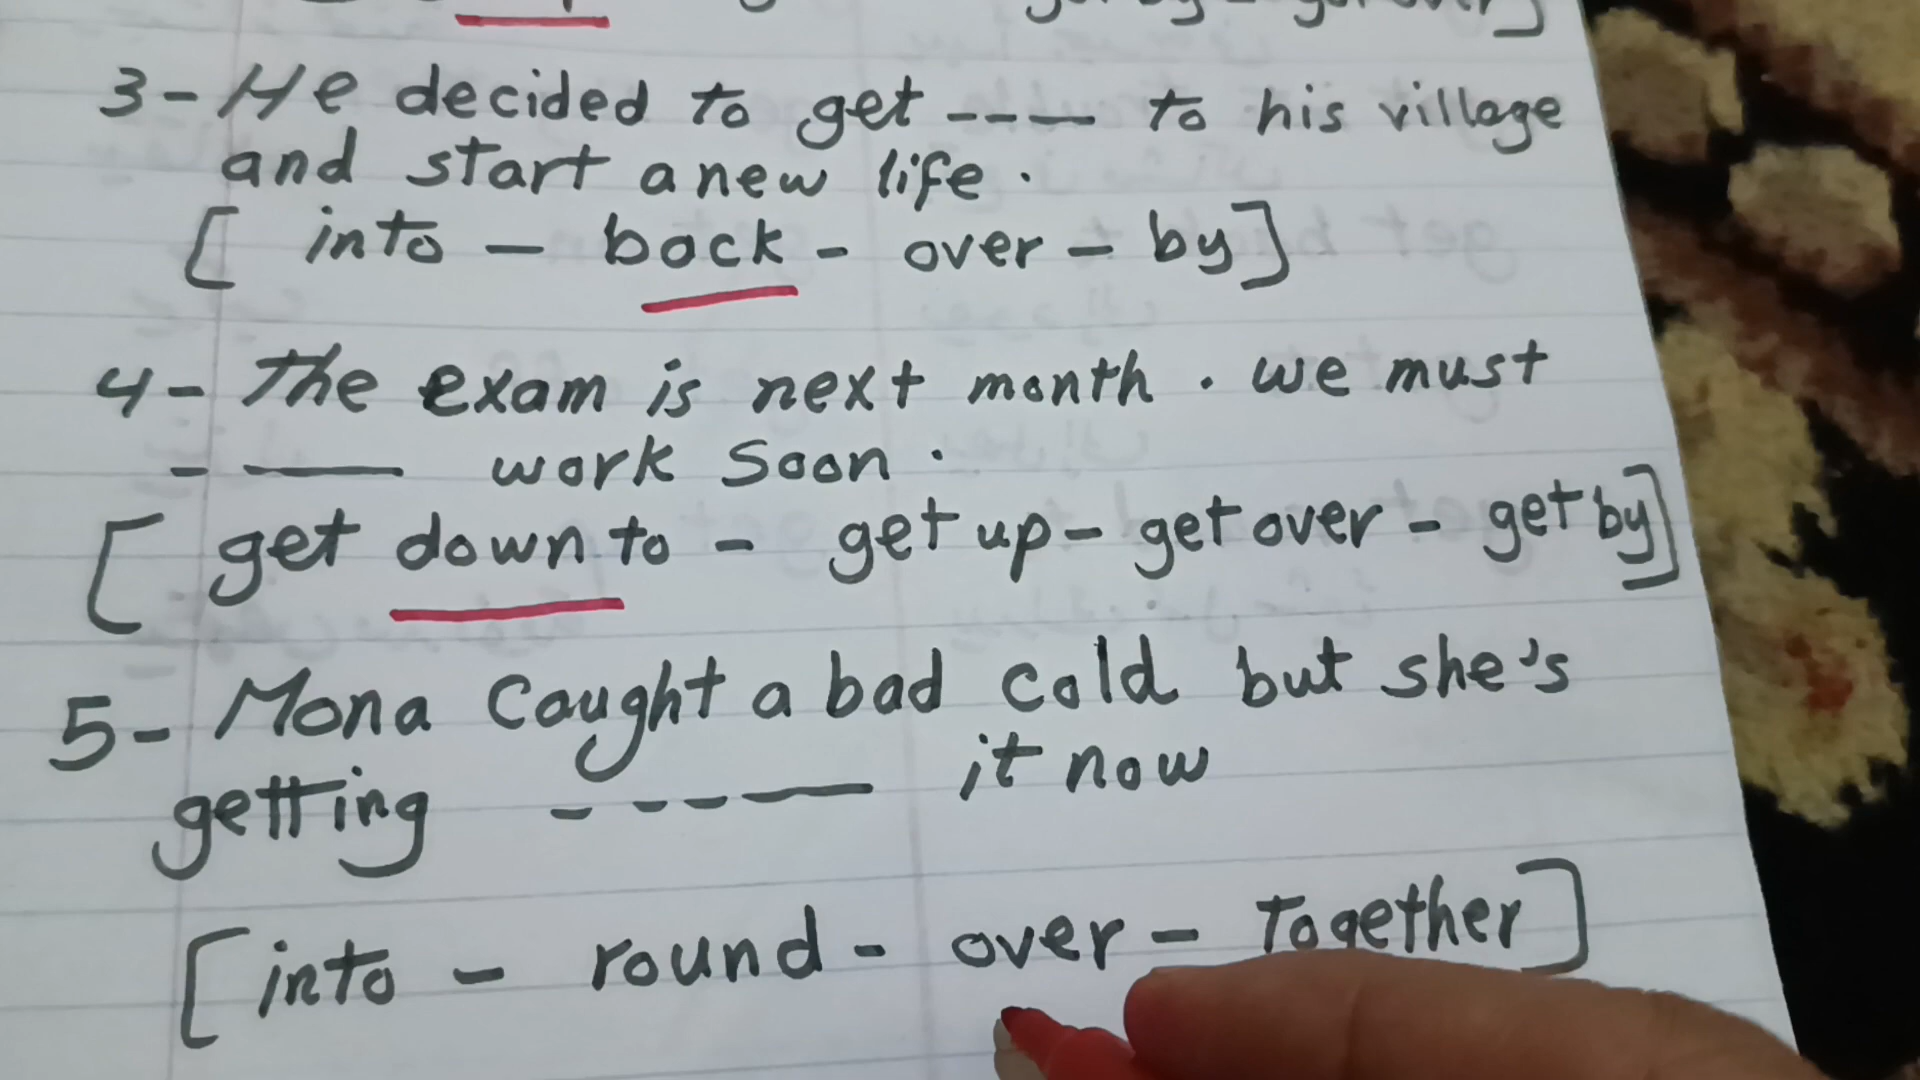 3- He decided to get ---- to his village
and start a new life.
[ into - back - over - by ]
4- The exam is next month. we must
- ---- work soon.
[ get down to - get up - get over - get by ]
5- Mona caught a bad cold but she's
getting ----- it now
[ into - round - over - Together ]